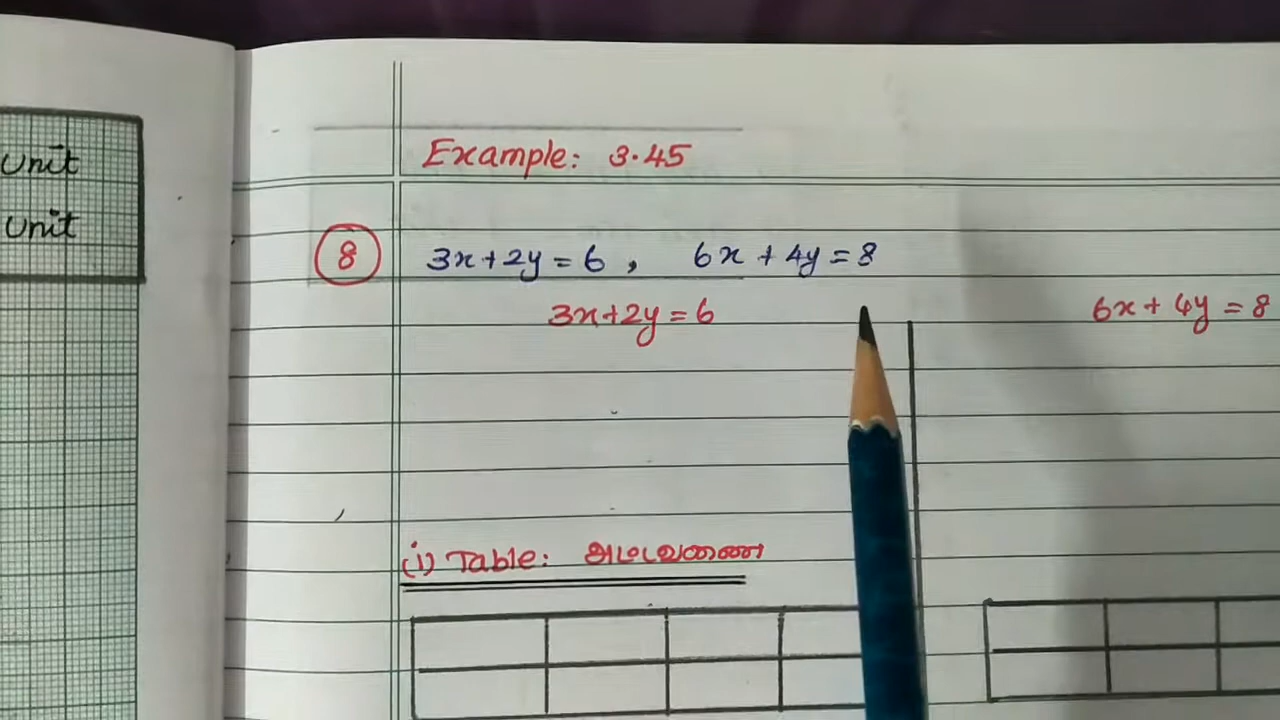 unit
unit
Example: 3.45
8 3x+2y=6, 6x+4y=8
3x+2y=6 6x+4y=8
(i) Table: அட்டவணை